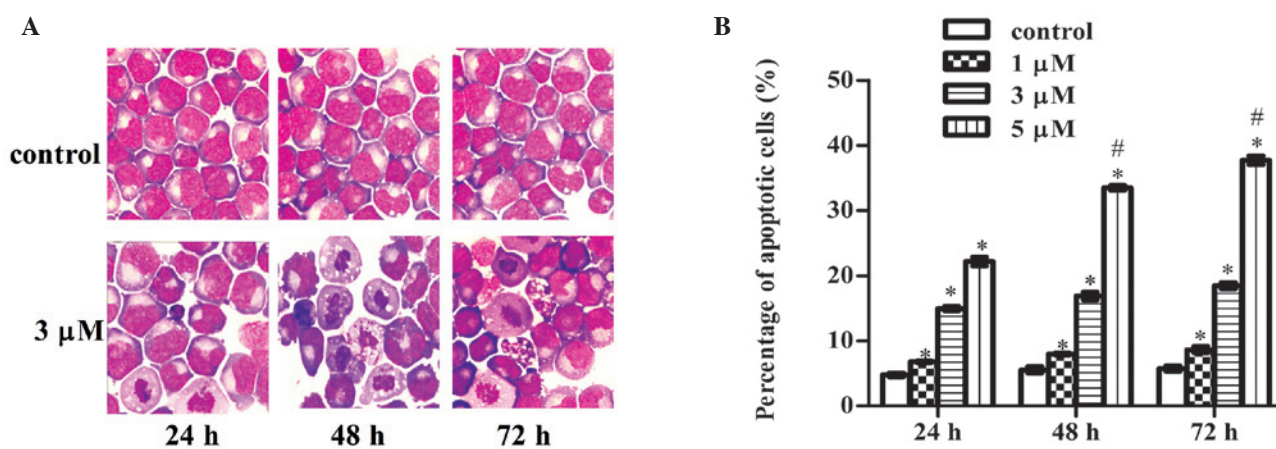 A
control
3 μM
24 h 48 h 72 h
B
control
1 μM
3 μM
5 μM
Percentage of apoptotic cells (%)
50
40
30
20
10
0
* * *
* * # *
* * # *
24 h 48 h 72 h